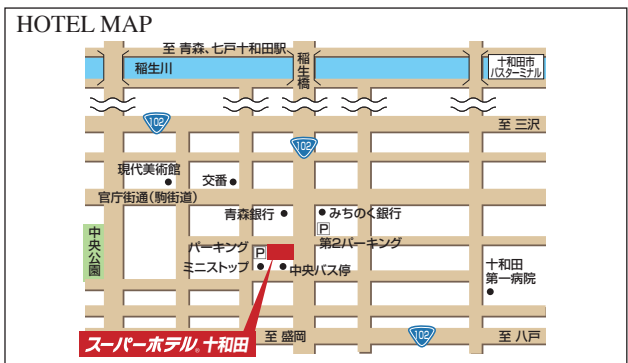 HOTEL MAP
至 青森、七戸十和田駅
稲生川
稲生橋
十和田市
バスターミナル
102
至 三沢
102
現代美術館
交番
官庁街通(駒街道)
青森銀行
みちのく銀行
P
第2パーキング
中央公園
パーキング
P
ミニストップ
中央バス停
十和田
第一病院
スーパーホテル®十和田
至 盛岡
102
至 八戸